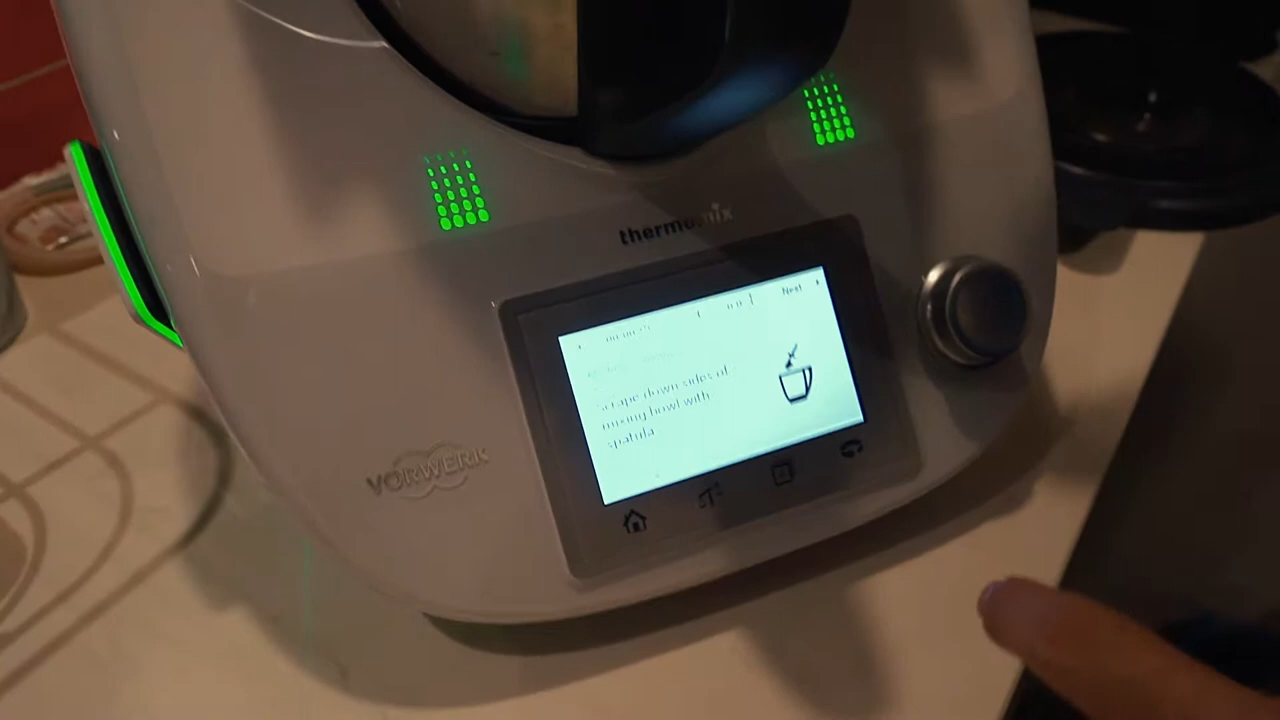 thermomix
Next
Scrape down sides of
mixing bowl with
spatula
VORWERK